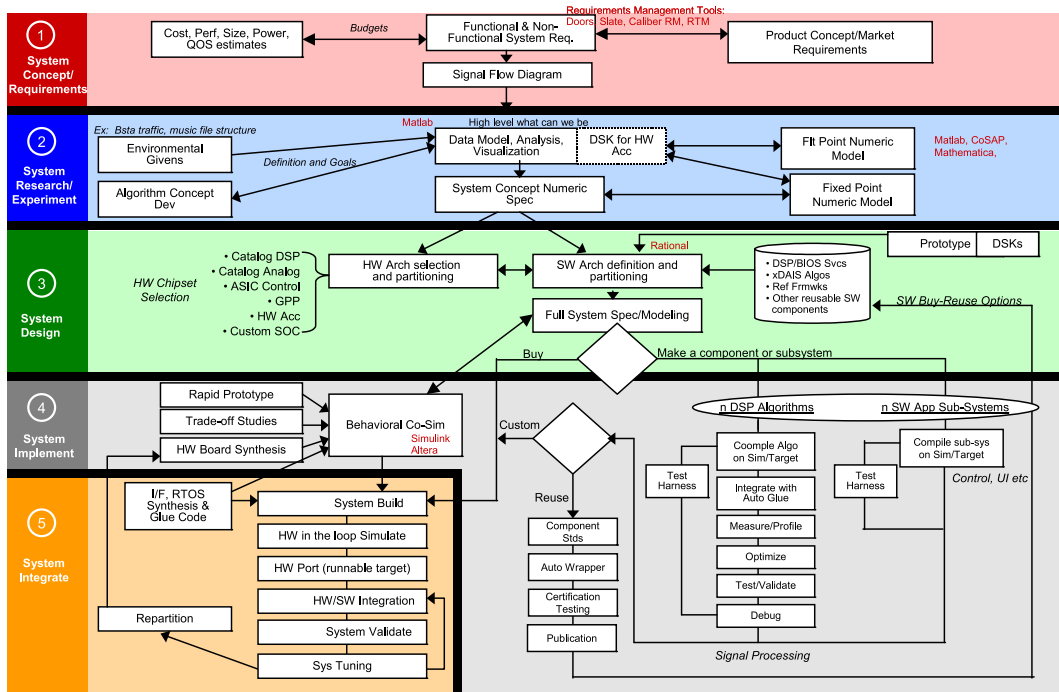 Requirements Management Tools:
Doors, Slate, Caliber RM, RTM
1
System
Concept/
Requirements
Cost, Perf, Size, Power,
QOS estimates
Budgets
Functional & Non-
Functional System Req.
Product Concept/Market
Requirements
Signal Flow Diagram
2
System
Research/
Experiment
Ex: Bsta traffic, music file structure
Matlab
High level what can we be
Environmental
Givens
Definition and Goals
Data Model, Analysis,
Visualization
DSK for HW
Acc
Flt Point Numeric
Model
Matlab, CoSAP,
Mathematica,
Algorithm Concept
Dev
System Concept Numeric
Spec
Fixed Point
Numeric Model
3
System
Design
HW Chipset
Selection
• Catalog DSP
• Catalog Analog
• ASIC Control
• GPP
• HW Acc
• Custom SOC
HW Arch selection
and partitioning
Rational
SW Arch definition and
partitioning
Prototype
DSKs
• DSP/BIOS Svcs
• xDAIS Algos
• Ref Frmwks
• Other reusable SW
components
SW Buy-Reuse Options
Full System Spec/Modeling
Buy
Make a component or subsystem
4
System
Implement
Rapid Prototype
Trade-off Studies
HW Board Synthesis
Behavioral Co-Sim
Simulink
Altera
Custom
n DSP Algorithms
n SW App Sub-Systems
Coomple Algo
on Sim/Target
Compile sub-sys
on Sim/Target
Test
Harness
Test
Harness
Control, UI etc
Integrate with
Auto Glue
Measure/Profile
Optimize
Test/Validate
Debug
Signal Processing
Reuse
Component
Stds
Auto Wrapper
Certification
Testing
Publication
5
System
Integrate
I/F, RTOS
Synthesis &
Glue Code
System Build
HW in the loop Simulate
HW Port (runnable target)
HW/SW Integration
Repartition
System Validate
Sys Tuning